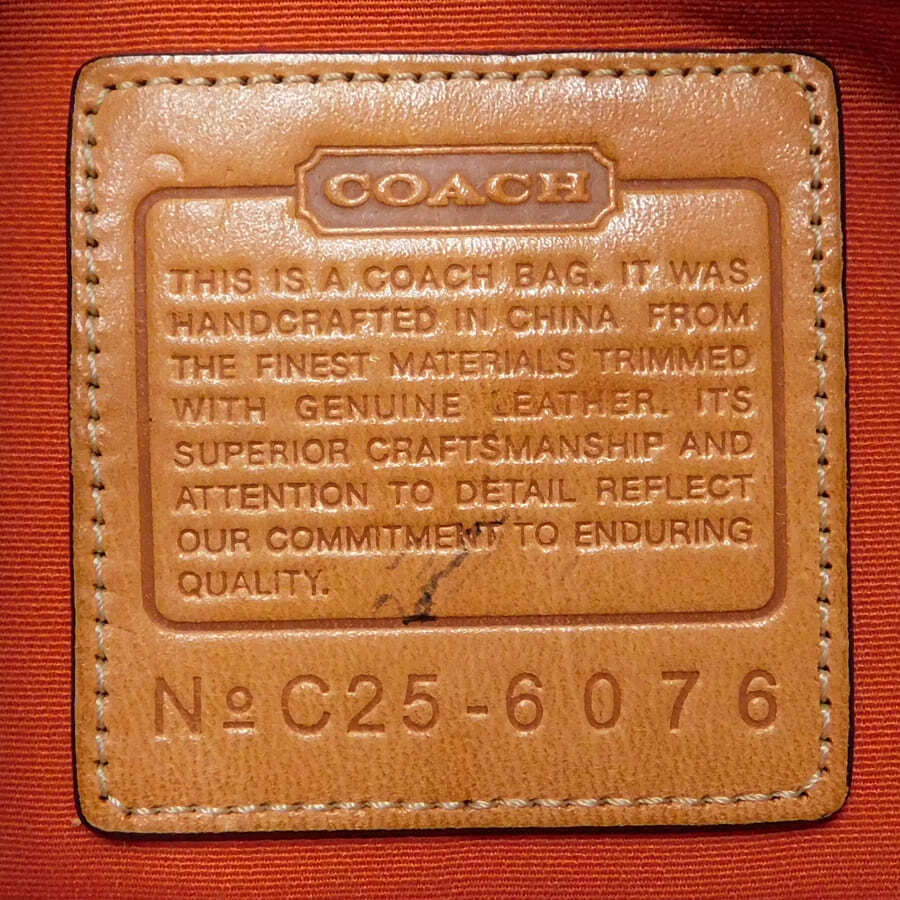 COACH
THIS IS A COACH BAG. IT WAS
HANDCRAFTED IN CHINA FROM
THE FINEST MATERIALS TRIMMED
WITH GENUINE LEATHER. ITS
SUPERIOR CRAFTSMANSHIP AND
ATTENTION TO DETAIL REFLECT
OUR COMMITMENT TO ENDURING
QUALITY.
Nº C25-6076